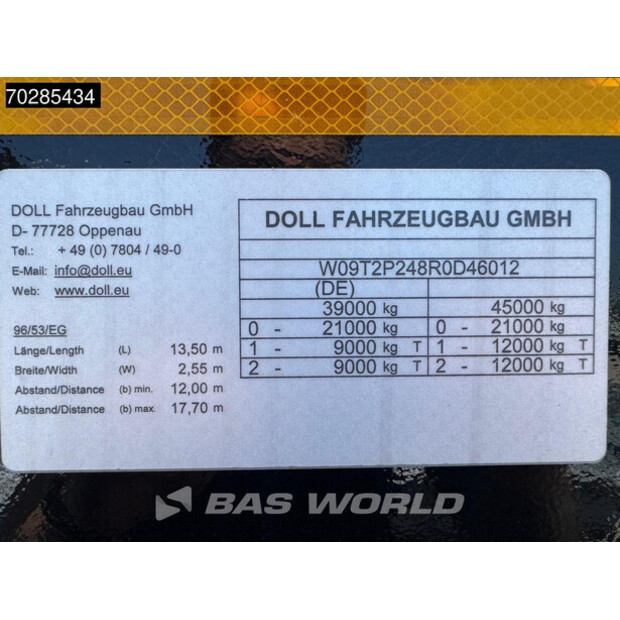 70285434
DOLL Fahrzeugbau GmbH
D- 77728 Oppenau
Tel.: + 49 (0) 7804 / 49-0
E-Mail: info@doll.eu
Web: www.doll.eu
96/53/EG
Länge/Length (L) 13,50 m
Breite/Width (W) 2,55 m
Abstand/Distance (b) min. 12,00 m
Abstand/Distance (b) max. 17,70 m
DOLL FAHRZEUGBAU GMBH
W09T2P248R0D46012
(DE)
39000 kg 45000 kg
0 - 21000 kg 0 - 21000 kg
1 - 9000 kg T 1 - 12000 kg T
2 - 9000 kg T 2 - 12000 kg T
BAS WORLD